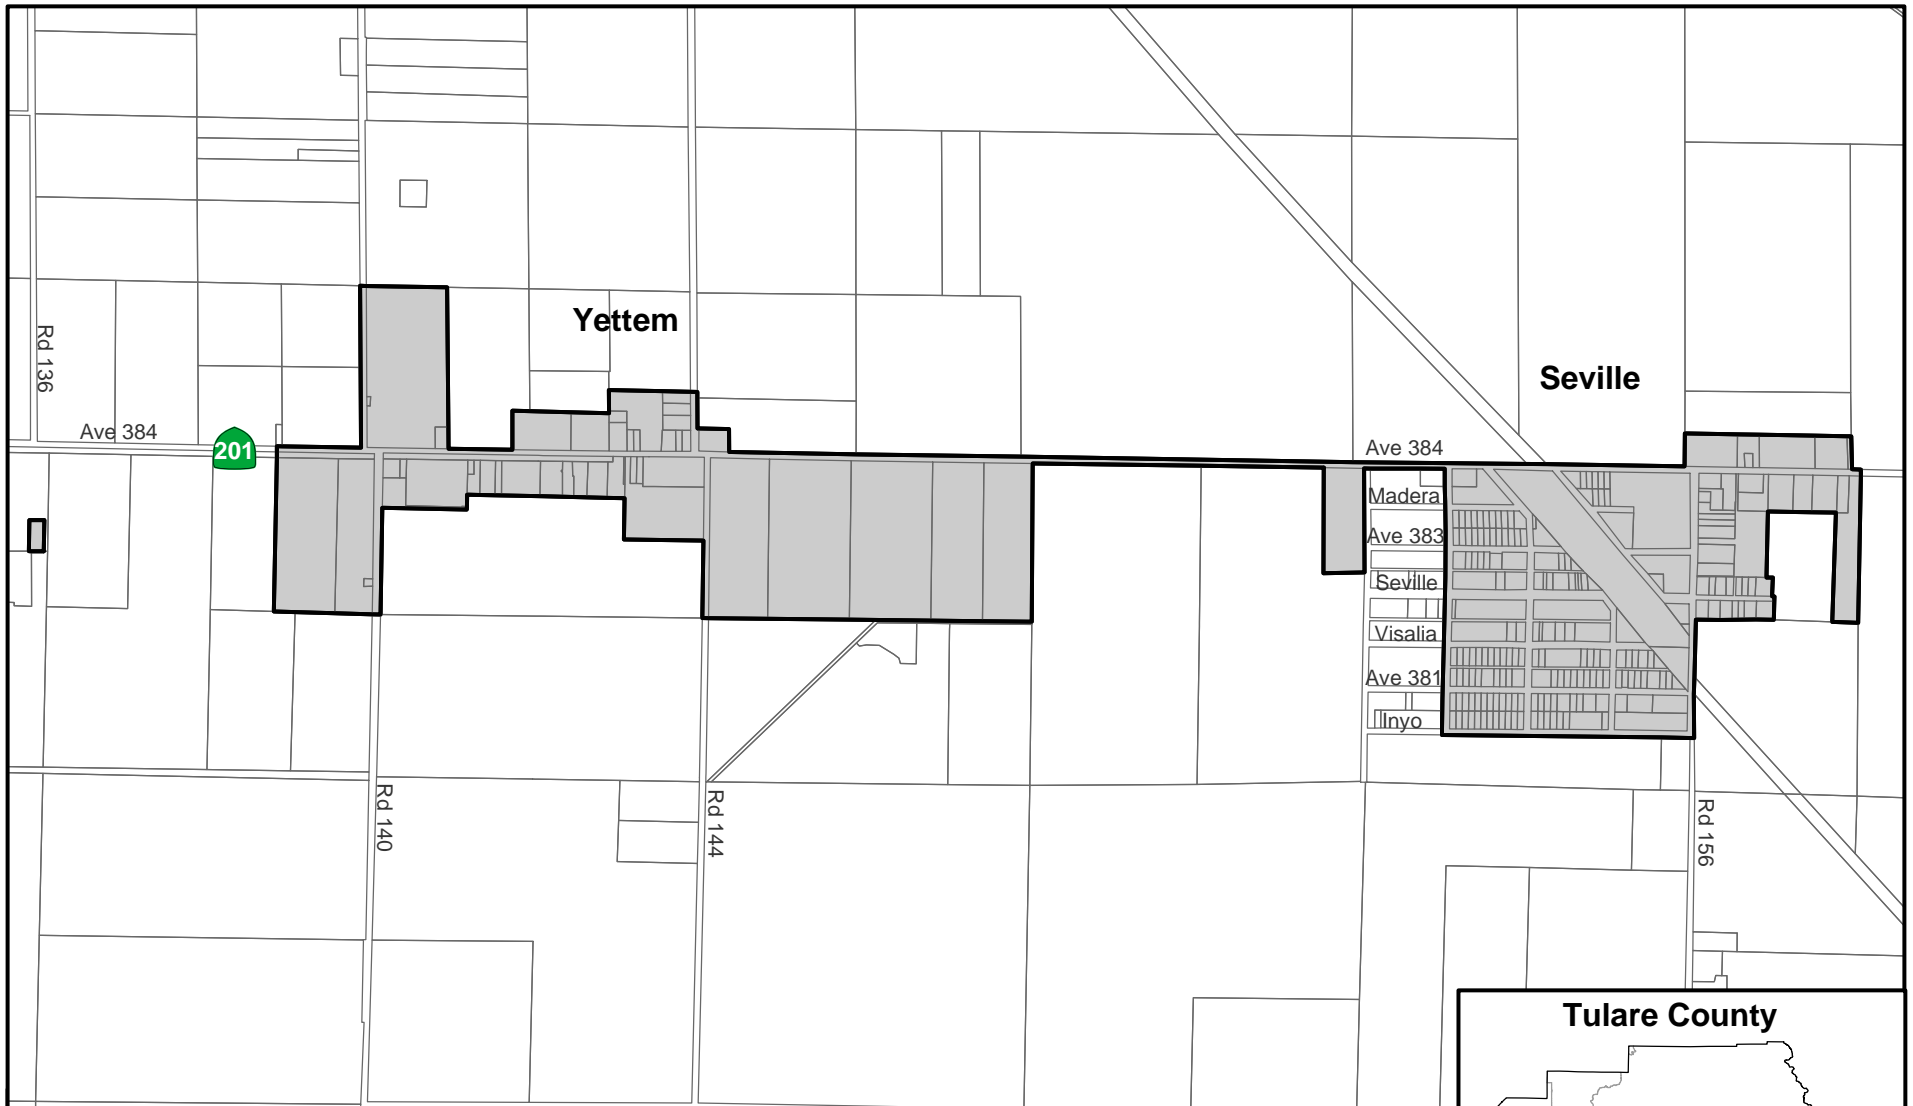 Yettem
Seville
Rd 136
Ave 384
201
Ave 384
Madera
Ave 383
Seville
Visalia
Ave 381
Inyo
Rd 140
Rd 144
Rd 156
Tulare County